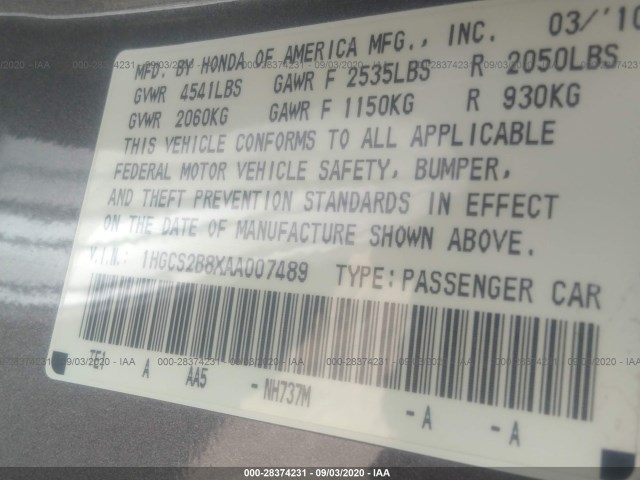 MFD. BY HONDA OF AMERICA MFG., INC. 03/'10
GVWR 4541LBS GAWR F 2535LBS R 2050LBS
GVWR 2060KG GAWR F 1150KG R 930KG
THIS VEHICLE CONFORMS TO ALL APPLICABLE
FEDERAL MOTOR VEHICLE SAFETY, BUMPER,
AND THEFT PREVENTION STANDARDS IN EFFECT
ON THE DATE OF MANUFACTURE SHOWN ABOVE.
V.I.N.: 1HGCS2B8XAA007489 TYPE:PASSENGER CAR
TE1 A AA5 - NH737M - A - A
000-28374231 - 09/03/2020 - IAA